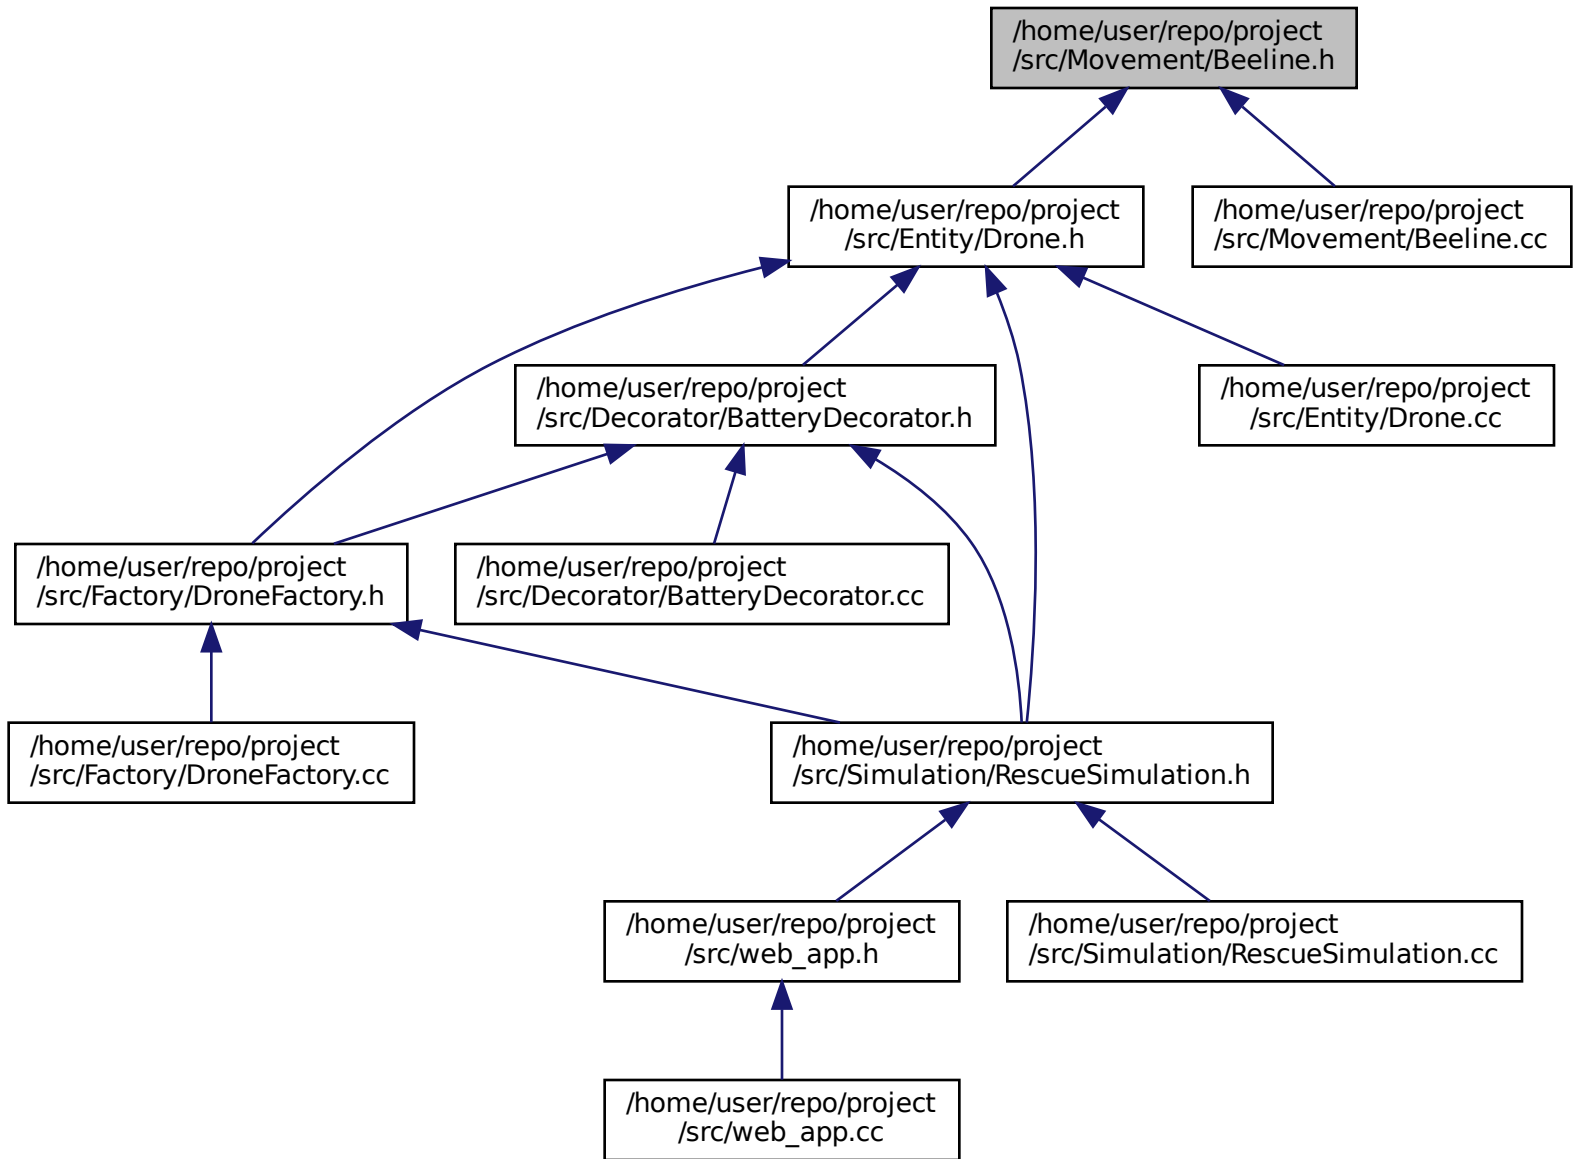 /home/user/repo/project
/src/Movement/Beeline.h
/home/user/repo/project
/src/Entity/Drone.h
/home/user/repo/project
/src/Movement/Beeline.cc
/home/user/repo/project
/src/Decorator/BatteryDecorator.h
/home/user/repo/project
/src/Entity/Drone.cc
/home/user/repo/project
/src/Factory/DroneFactory.h
/home/user/repo/project
/src/Decorator/BatteryDecorator.cc
/home/user/repo/project
/src/Factory/DroneFactory.cc
/home/user/repo/project
/src/Simulation/RescueSimulation.h
/home/user/repo/project
/src/web_app.h
/home/user/repo/project
/src/Simulation/RescueSimulation.cc
/home/user/repo/project
/src/web_app.cc